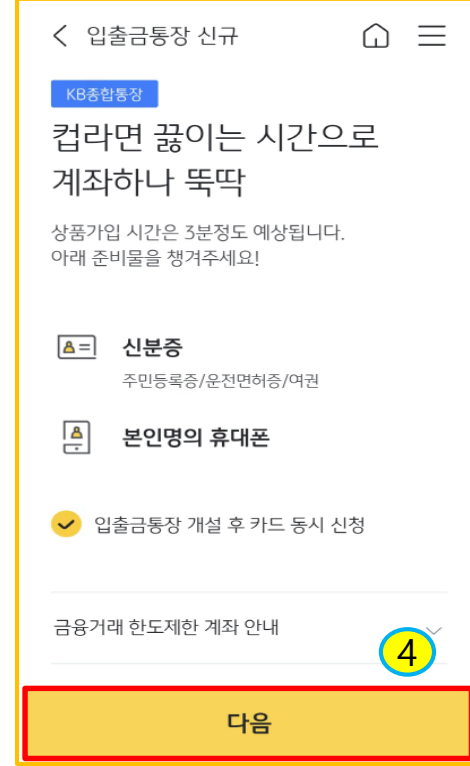 입출금통장 신규
KB종합통장
컵라면 끓이는 시간으로
계좌하나 뚝딱
상품가입 시간은 3분정도 예상됩니다.
아래 준비물을 챙겨주세요!
신분증
주민등록증/운전면허증/여권
본인명의 휴대폰
입출금통장 개설 후 카드 동시 신청
금융거래 한도제한 계좌 안내
4
다음